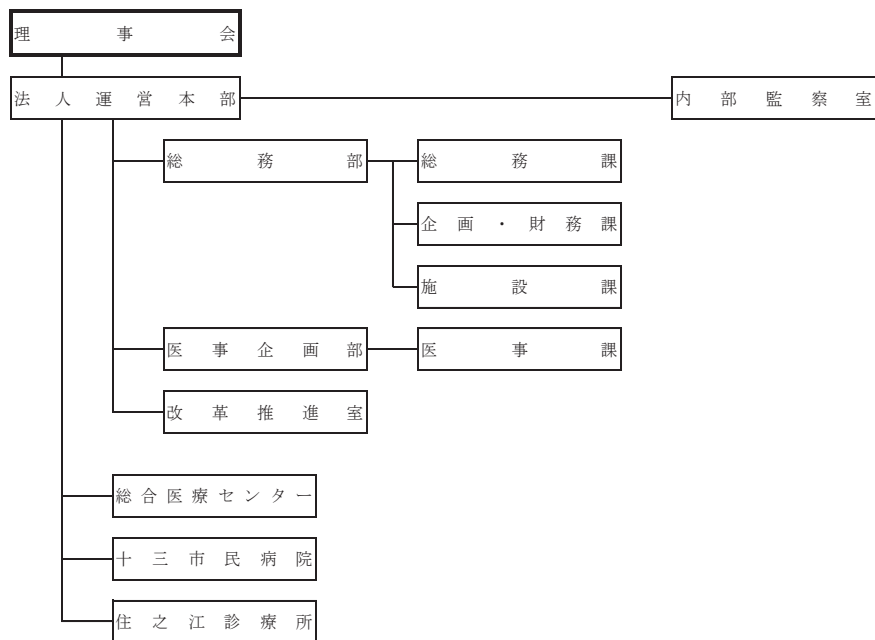 理事会
法人運営本部
内部監察室
総務部
総務課
企画・財務課
施設課
医事企画部
医事課
改革推進室
総合医療センター
十三市民病院
住之江診療所